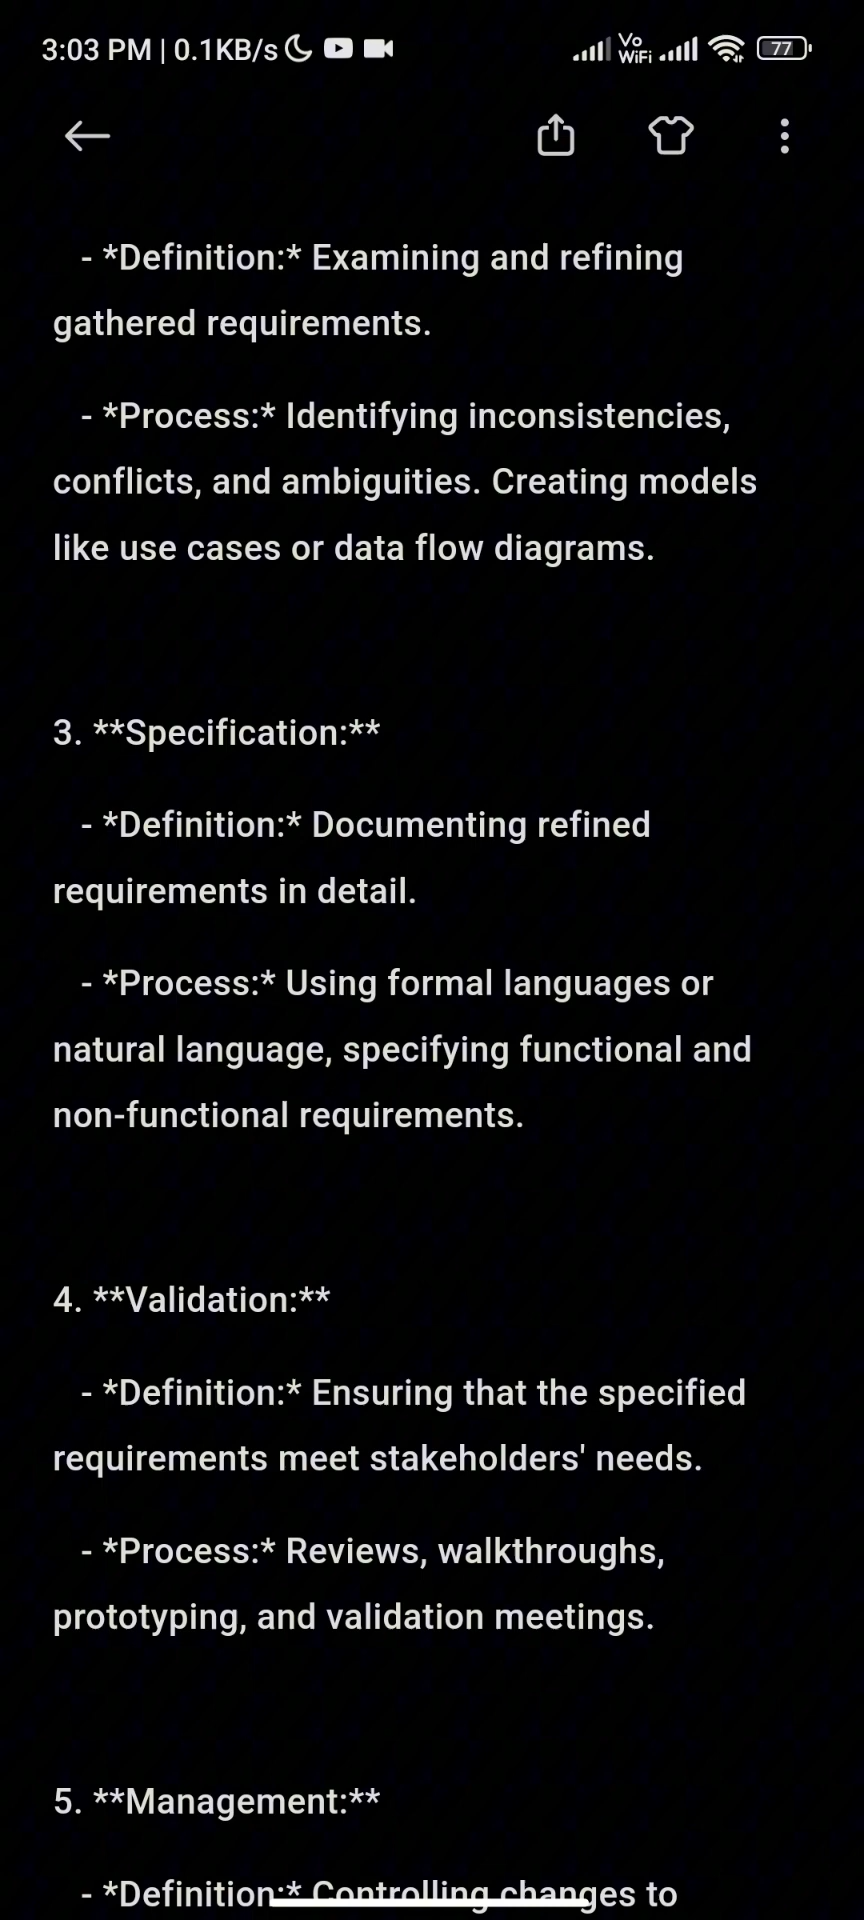 3:03 PM | 0.1KB/s
Vo
WiFi
77
- *Definition:* Examining and refining
gathered requirements.
- *Process:* Identifying inconsistencies,
conflicts, and ambiguities. Creating models
like use cases or data flow diagrams.
3. **Specification:**
- *Definition:* Documenting refined
requirements in detail.
- *Process:* Using formal languages or
natural language, specifying functional and
non-functional requirements.
4. **Validation:**
- *Definition:* Ensuring that the specified
requirements meet stakeholders' needs.
- *Process:* Reviews, walkthroughs,
prototyping, and validation meetings.
5. **Management:**
- *Definition:* Controlling changes to